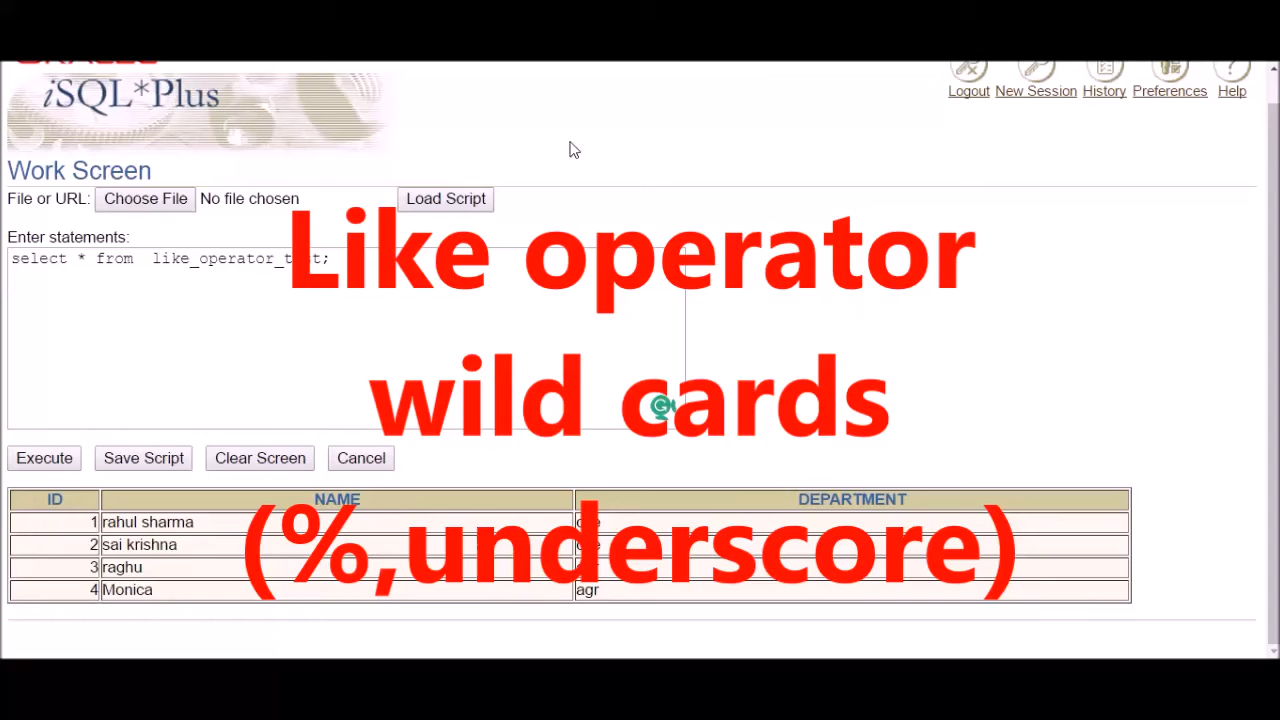 iSQL*Plus
Logout New Session History Preferences Help
Work Screen
File or URL: Choose File No file chosen Load Script
Enter statements:
select * from like_operator_ t;
Like operator
wild cards
(%,underscore)
Execute Save Script Clear Screen Cancel
ID NAME DEPARTMENT
1 rahul sharma
2 sai krishna
3 raghu
4 Monica agr